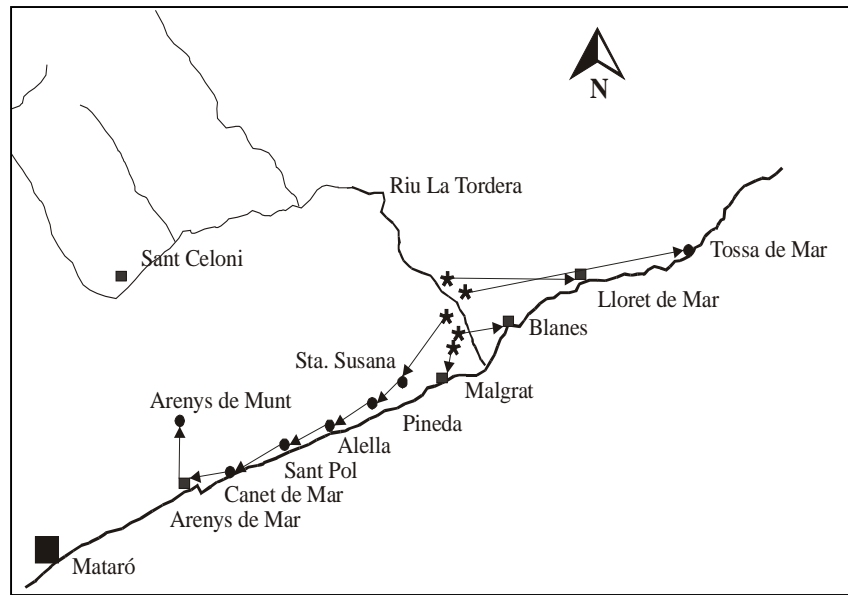 N
Riu La Tordera
Sant Celoni
Tossa de Mar
Lloret de Mar
Blanes
Sta. Susana
Malgrat
Arenys de Munt
Pineda
Alella
Sant Pol
Canet de Mar
Arenys de Mar
Mataró